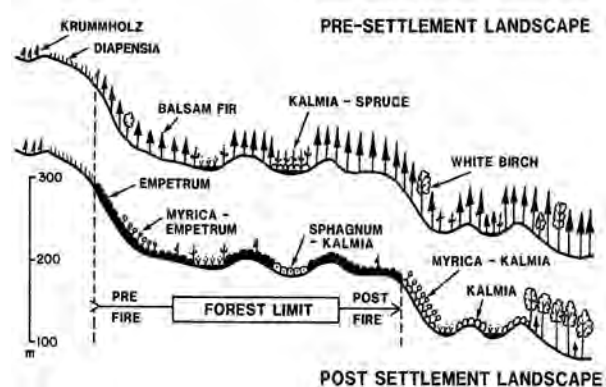 PRE-SETTLEMENT LANDSCAPE
KRUMMHOLZ
DIAPENSIA
BALSAM FIR
KALMIA - SPRUCE
WHITE BIRCH
300
EMPETRUM
MYRICA -
EMPETRUM
SPHAGNUM
- KALMIA
200
MYRICA - KALMIA
KALMIA
PRE
FIRE
FOREST LIMIT
POST
FIRE
100
m
POST SETTLEMENT LANDSCAPE